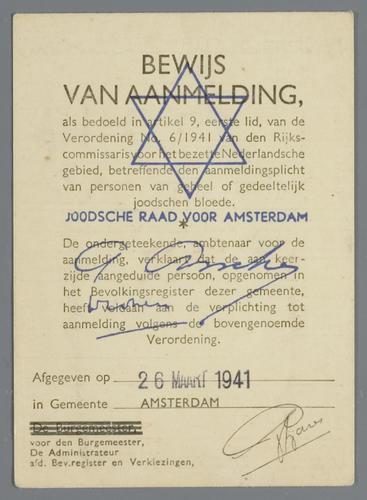 BEWIJS
VAN AANMELDING,
als bedoeld in artikel 9, eerste lid, van de
Verordening No. 6/1941 van den Rijks-
commissaris voor het bezette Nederlandsche
gebied, betreffende den aanmeldingsplicht
van personen van geheel of gedeeltelijk
joodschen bloede.
JOODSCHE RAAD VOOR AMSTERDAM
*
De ondergeteekende, ambtenaar voor de
aanmelding, verklaart dat de aan keer-
zijde aangeduide persoon, opgenomen in
het Bevolkingsregister dezer gemeente,
heeft voldaan aan de verplichting tot
aanmelding volgens de bovengenoemde
Verordening.
Afgegeven op 26 MAART 1941
in Gemeente AMSTERDAM
De Burgemeester,
voor den Burgemeester,
De Administrateur
afd. Bev.register en Verkiezingen,